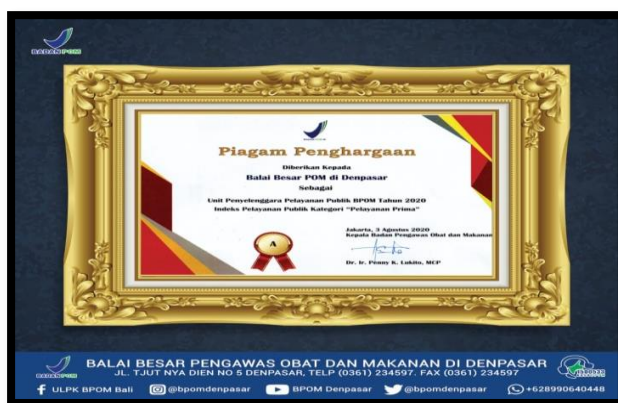 BADAN POM
Piagam Penghargaan
Diberikan Kepada
Balai Besar POM di Denpasar
Sebagai
Unit Penyelenggara Pelayanan Publik BPOM Tahun 2020
Indeks Pelayanan Publik Kategori "Pelayanan Prima"
Jakarta, 3 Agustus 2020
Kepala Badan Pengawas Obat dan Makanan
A
Dr. Ir. Penny K. Lukito, MCP
BADAN POM
BALAI BESAR PENGAWAS OBAT DAN MAKANAN DI DENPASAR
JL. TJUT NYA DIEN NO 5 DENPASAR, TELP (0361) 234597. FAX (0361) 234597
ULPK BPOM Bali
@bpomdenpasar
BPOM Denpasar
@bpomdenpasar
+628990640448